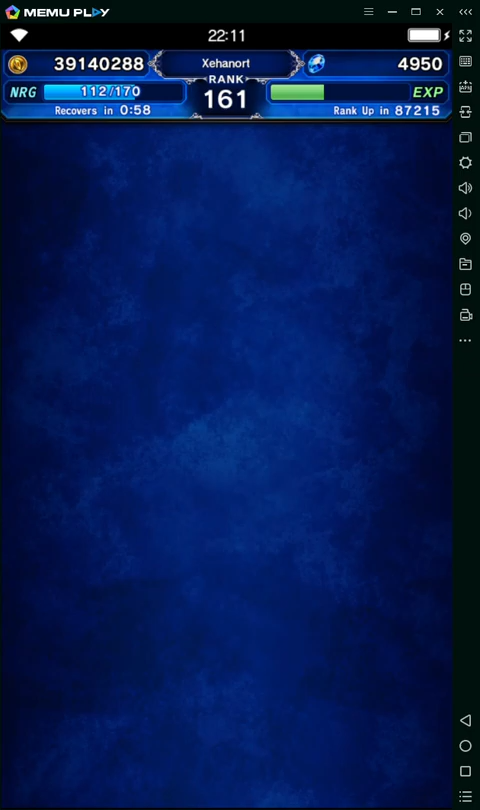 MEMU PLAY
22:11
39140288
Xehanort
4950
NRG 112/170
RANK
161
EXP
Recovers in 0:58
Rank Up in 87215
APK